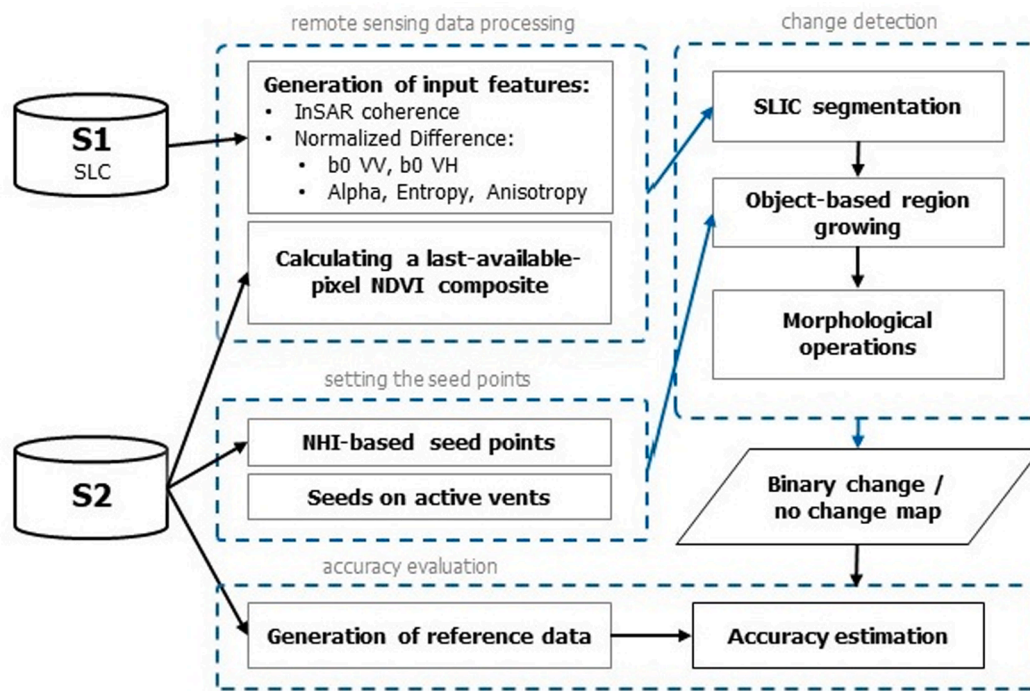 remote sensing data processing
change detection
S1
SLC
Generation of input features:
• InSAR coherence
• Normalized Difference:
• b0 VV, b0 VH
• Alpha, Entropy, Anisotropy
Calculating a last-available-
pixel NDVI composite
SLIC segmentation
Object-based region
growing
Morphological
operations
setting the seed points
S2
NHI-based seed points
Seeds on active vents
Binary change /
no change map
accuracy evaluation
Generation of reference data
Accuracy estimation